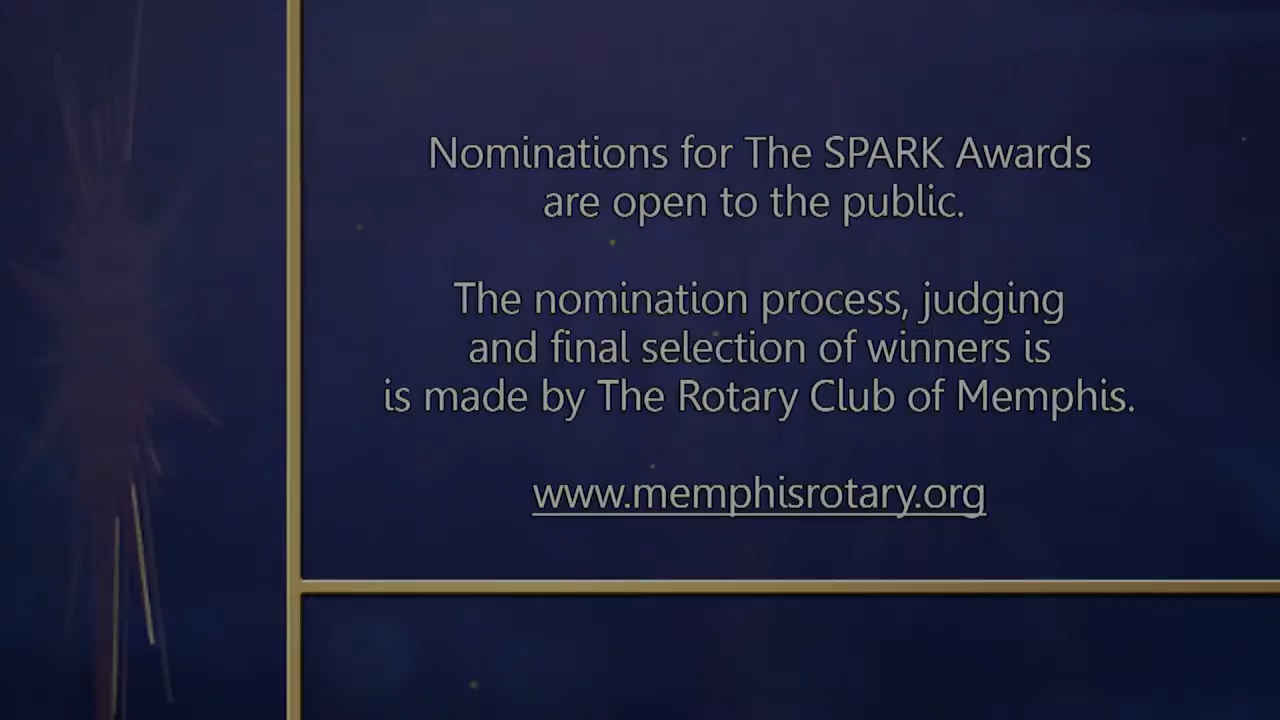 Nominations for The SPARK Awards
are open to the public.
The nomination process, judging
and final selection of winners is
is made by The Rotary Club of Memphis.
www.memphisrotary.org